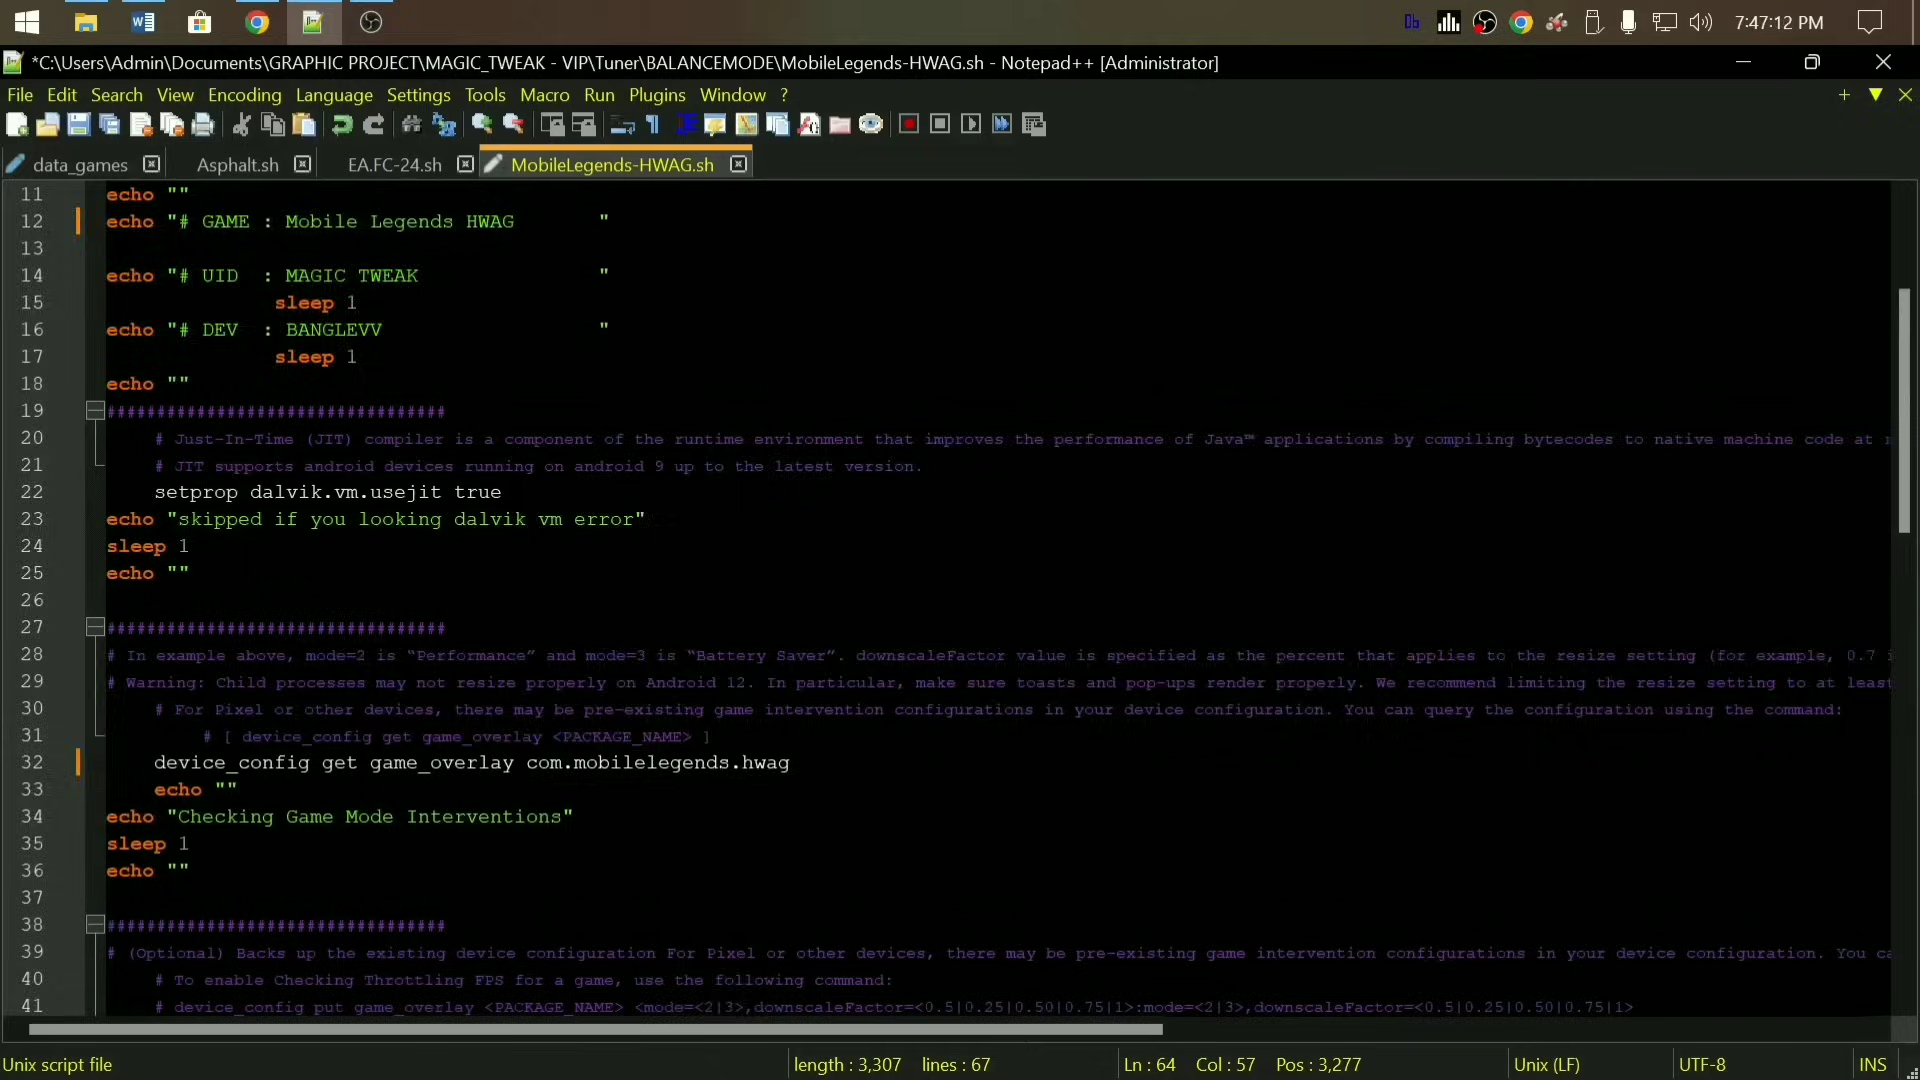 7:47:12 PM
*C:\Users\Admin\Documents\GRAPHIC PROJECT\MAGIC_TWEAK - VIP\Tuner\BALANCEMODE\MobileLegends-HWAG.sh - Notepad++ [Administrator]
File Edit Search View Encoding Language Settings Tools Macro Run Plugins Window ?
data_games Asphalt.sh EA.FC-24.sh MobileLegends-HWAG.sh
11 echo ""
12 echo "# GAME : Mobile Legends HWAG "
13
14 echo "# UID : MAGIC TWEAK "
15 sleep 1
16 echo "# DEV : BANGLEVV "
17 sleep 1
18 echo ""
19 ##################################
20 # Just-In-Time (JIT) compiler is a component of the runtime environment that improves the performance of Java™ applications by compiling bytecodes to native machine code at
21 # JIT supports android devices running on android 9 up to the latest version.
22 setprop dalvik.vm.usejit true
23 echo "skipped if you looking dalvik vm error"
24 sleep 1
25 echo ""
26
27 ##################################
28 # In example above, mode=2 is “Performance” and mode=3 is “Battery Saver”. downscaleFactor value is specified as the percent that applies to the resize setting (for example, 0.7
29 # Warning: Child processes may not resize properly on Android 12. In particular, make sure toasts and pop-ups render properly. We recommend limiting the resize setting to at least
30 # For Pixel or other devices, there may be pre-existing game intervention configurations in your device configuration. You can query the configuration using the command:
31 # [ device_config get game_overlay <PACKAGE_NAME> ]
32 device_config get game_overlay com.mobilelegends.hwag
33 echo ""
34 echo "Checking Game Mode Interventions"
35 sleep 1
36 echo ""
37
38 ##################################
39 # (Optional) Backs up the existing device configuration For Pixel or other devices, there may be pre-existing game intervention configurations in your device configuration. You
40 # To enable Checking Throttling FPS for a game, use the following command:
41 # device_config put game_overlay <PACKAGE_NAME> <mode=<2|3>,downscaleFactor=<0.5|0.25|0.50|0.75|1>:mode=<2|3>,downscaleFactor=<0.5|0.25|0.50|0.75|1>
Unix script file length : 3,307 lines : 67 Ln : 64 Col : 57 Pos : 3,277 Unix (LF) UTF-8 INS